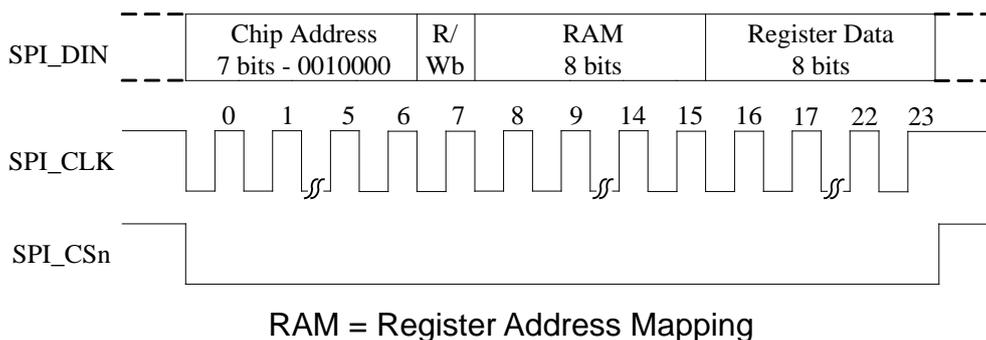 SPI_DIN
Chip Address
7 bits - 0010000
R/
Wb
RAM
8 bits
Register Data
8 bits
0 1 5 6 7 8 9 14 15 16 17 22 23
SPI_CLK
SPI_CSn
RAM = Register Address Mapping